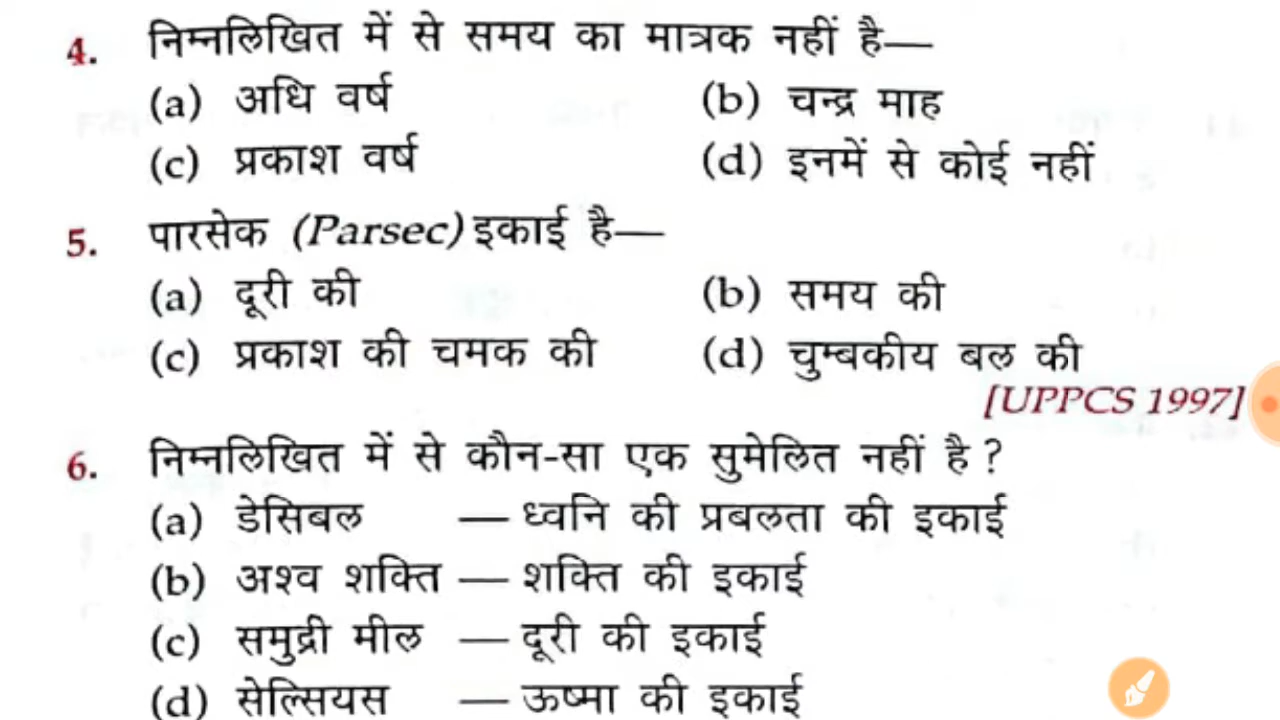 4. निम्नलिखित में से समय का मात्रक नहीं है—
(a) अधि वर्ष (b) चन्द्र माह
(c) प्रकाश वर्ष (d) इनमें से कोई नहीं
5. पारसेक (Parsec) इकाई है—
(a) दूरी की (b) समय की
(c) प्रकाश की चमक की (d) चुम्बकीय बल की
[UPPCS 1997]
6. निम्नलिखित में से कौन-सा एक सुमेलित नहीं है ?
(a) डेसिबल — ध्वनि की प्रबलता की इकाई
(b) अश्व शक्ति — शक्ति की इकाई
(c) समुद्री मील — दूरी की इकाई
(d) सेल्सियस — ऊष्मा की इकाई